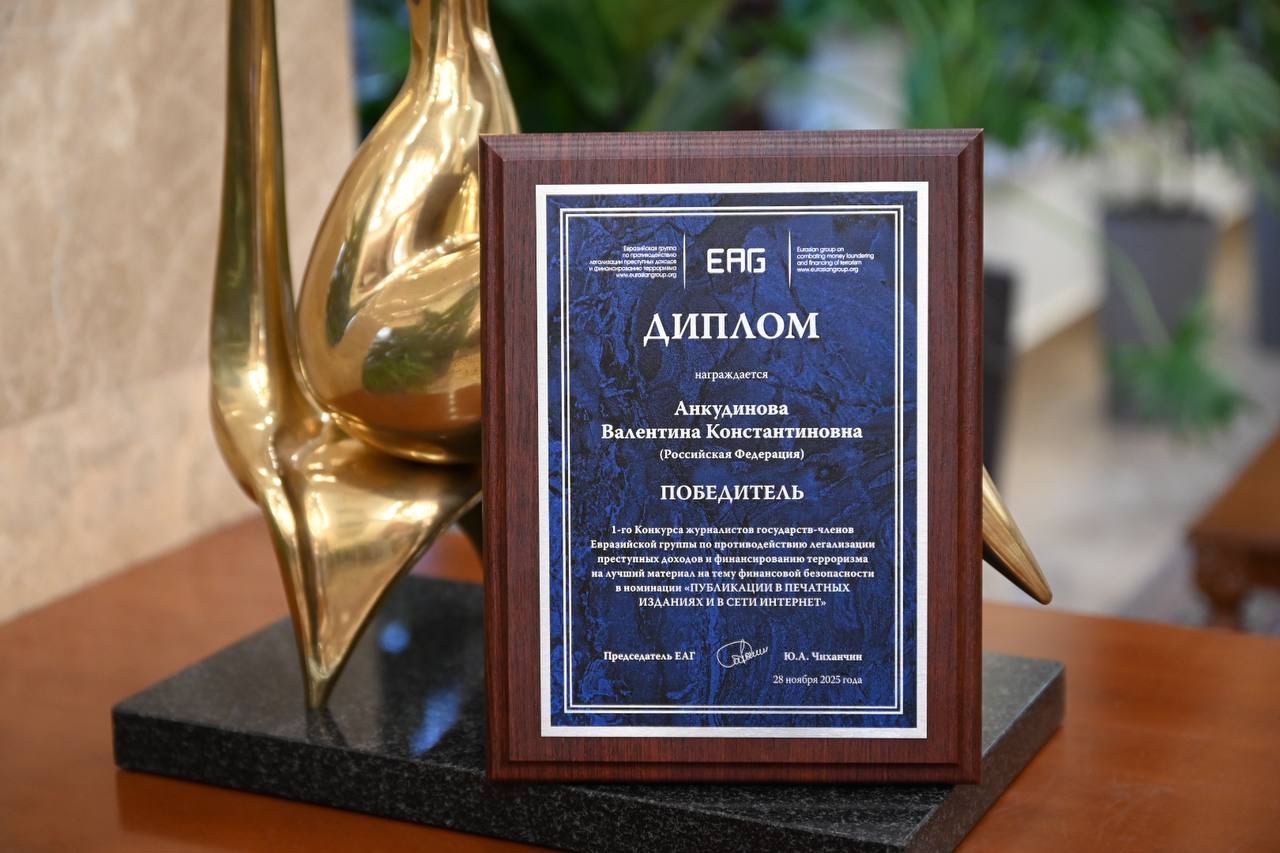 Евразийская группа
по противодействию
легализации преступных доходов
и финансированию терроризма
www.eurasiangroup.org
EAG
Eurasian group on
combating money laundering
and financing of terrorism
www.eurasiangroup.org
ДИПЛОМ
награждается
Анкудинова
Валентина Константиновна
(Российская Федерация)
ПОБЕДИТЕЛЬ
1-го Конкурса журналистов государств-членов
Евразийской группы по противодействию легализации
преступных доходов и финансированию терроризма
на лучший материал на тему финансовой безопасности
в номинации «ПУБЛИКАЦИИ В ПЕЧАТНЫХ
ИЗДАНИЯХ И В СЕТИ ИНТЕРНЕТ»
Председатель ЕАГ Ю.А. Чиханчин
28 ноября 2025 года